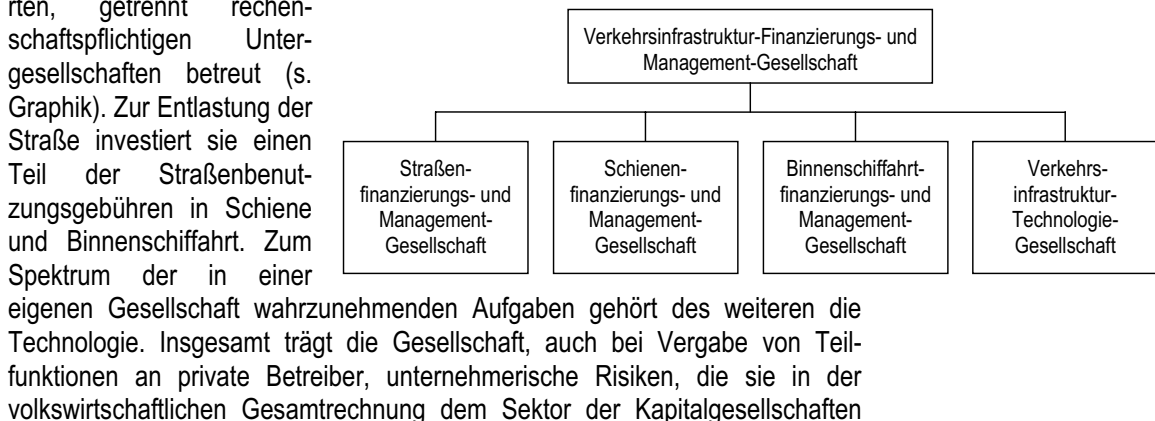 rten, getrennt rechen-
schaftspflichtigen Unter-
gesellschaften betreut (s.
Graphik). Zur Entlastung der
Straße investiert sie einen
Teil der Straßenbenut-
zungsgebühren in Schiene
und Binnenschiffahrt. Zum
Spektrum der in einer
eigenen Gesellschaft wahrzunehmenden Aufgaben gehört des weiteren die
Technologie. Insgesamt trägt die Gesellschaft, auch bei Vergabe von Teil-
funktionen an private Betreiber, unternehmerische Risiken, die sie in der
volkswirtschaftlichen Gesamtrechnung dem Sektor der Kapitalgesellschaften
Verkehrsinfrastruktur-Finanzierungs- und
Management-Gesellschaft
Straßen-
finanzierungs- und
Management-
Gesellschaft
Schienen-
finanzierungs- und
Management-
Gesellschaft
Binnenschiffahrt-
finanzierungs- und
Management-
Gesellschaft
Verkehrs-
infrastruktur-
Technologie-
Gesellschaft